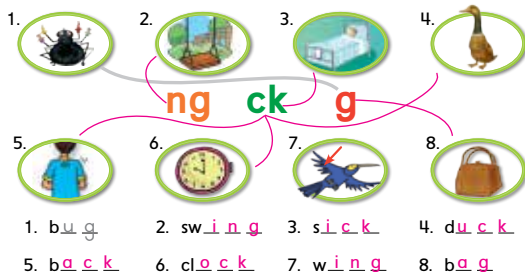 1. 2. 3. 4.
ng ck g
5. 6. 7. 8.
1. bug 2. swing 3. sick 4. duck
5. back 6. clock 7. wing 8. bag